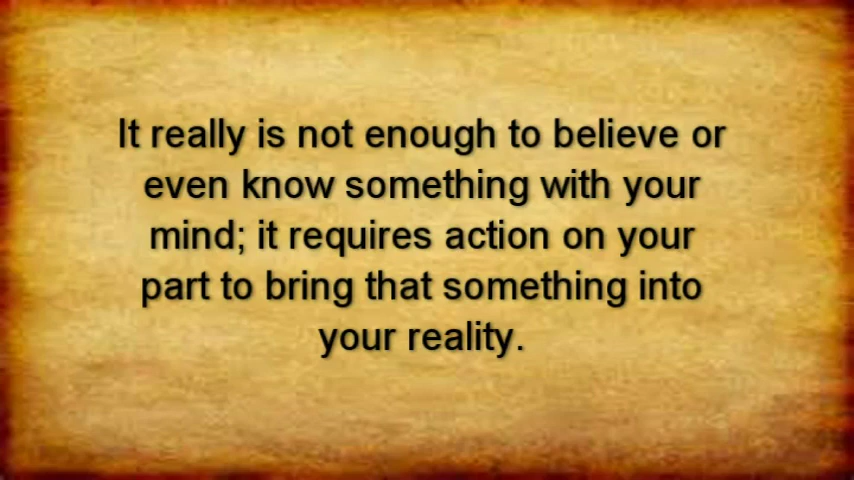 It really is not enough to believe or
even know something with your
mind; it requires action on your
part to bring that something into
your reality.